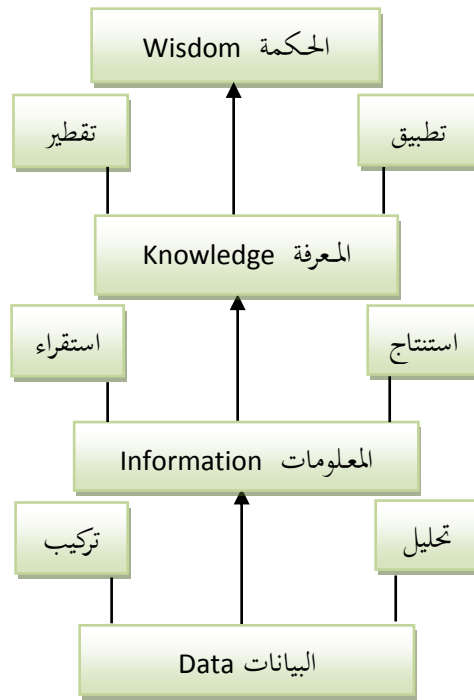 الحكمة Wisdom
تطبيق
تقطير
المعرفة Knowledge
استنتاج
استقراء
المعلومات Information
تحليل
تركيب
البيانات Data